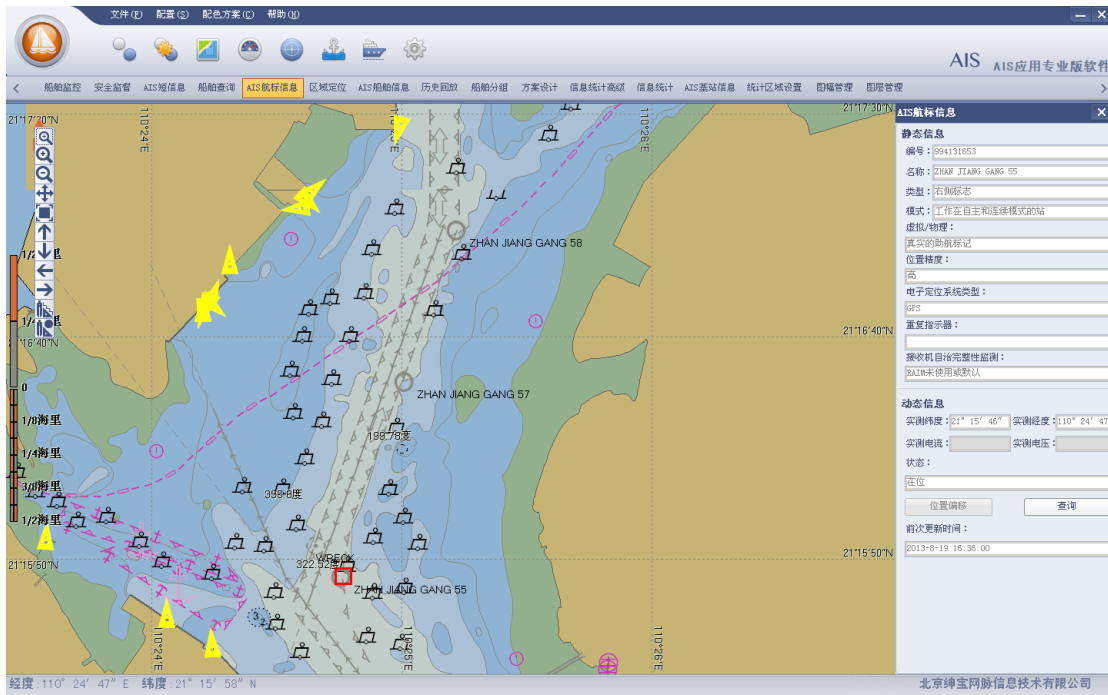 文件(F) 配置(S) 配色方案(C) 帮助(H)
AIS AIS应用专业版软件
船舶监控 安全监督 AIS短信息 船舶查询 AIS航标信息 区域定位 AIS船舶信息 历史回放 船舶分组 方案设计 信息统计高级 信息统计 AIS基站信息 统计区域设置 图幅管理 图层管理
21°17'30"N
110°24'E
110°25'E
110°26'E
21°17'30"N
ZHAN JIANG GANG 58
21°16'40"N
ZHAN JIANG GANG 57
0
1/8海里
1/4海里
3/8海里
1/2海里
WRECK
322.52度
ZHAN JIANG GANG 55
21°15'50"N
21°15'50"N
110°24'E
110°25'E
110°26'E
AIS航标信息
静态信息
编号：994131653
名称：ZHAN JIANG GANG 55
类型：右侧标志
模式：工作在自主和连续模式的站
虚拟/物理：
真实的助航标记
位置精度：
高
电子定位系统类型：
GPS
重复指示器：
接收机自治完整性监测：
RAIM未使用或默认
动态信息
实测纬度：21° 15′ 46″ 实测经度：110° 24′ 47
实测电流： 实测电压：
状态：
在位
位置偏移 查询
前次更新时间：
2013-8-19 16:36:00
经度:110° 24′ 47″ E 纬度:21° 15′ 58″ N
北京绅宝网脉信息技术有限公司